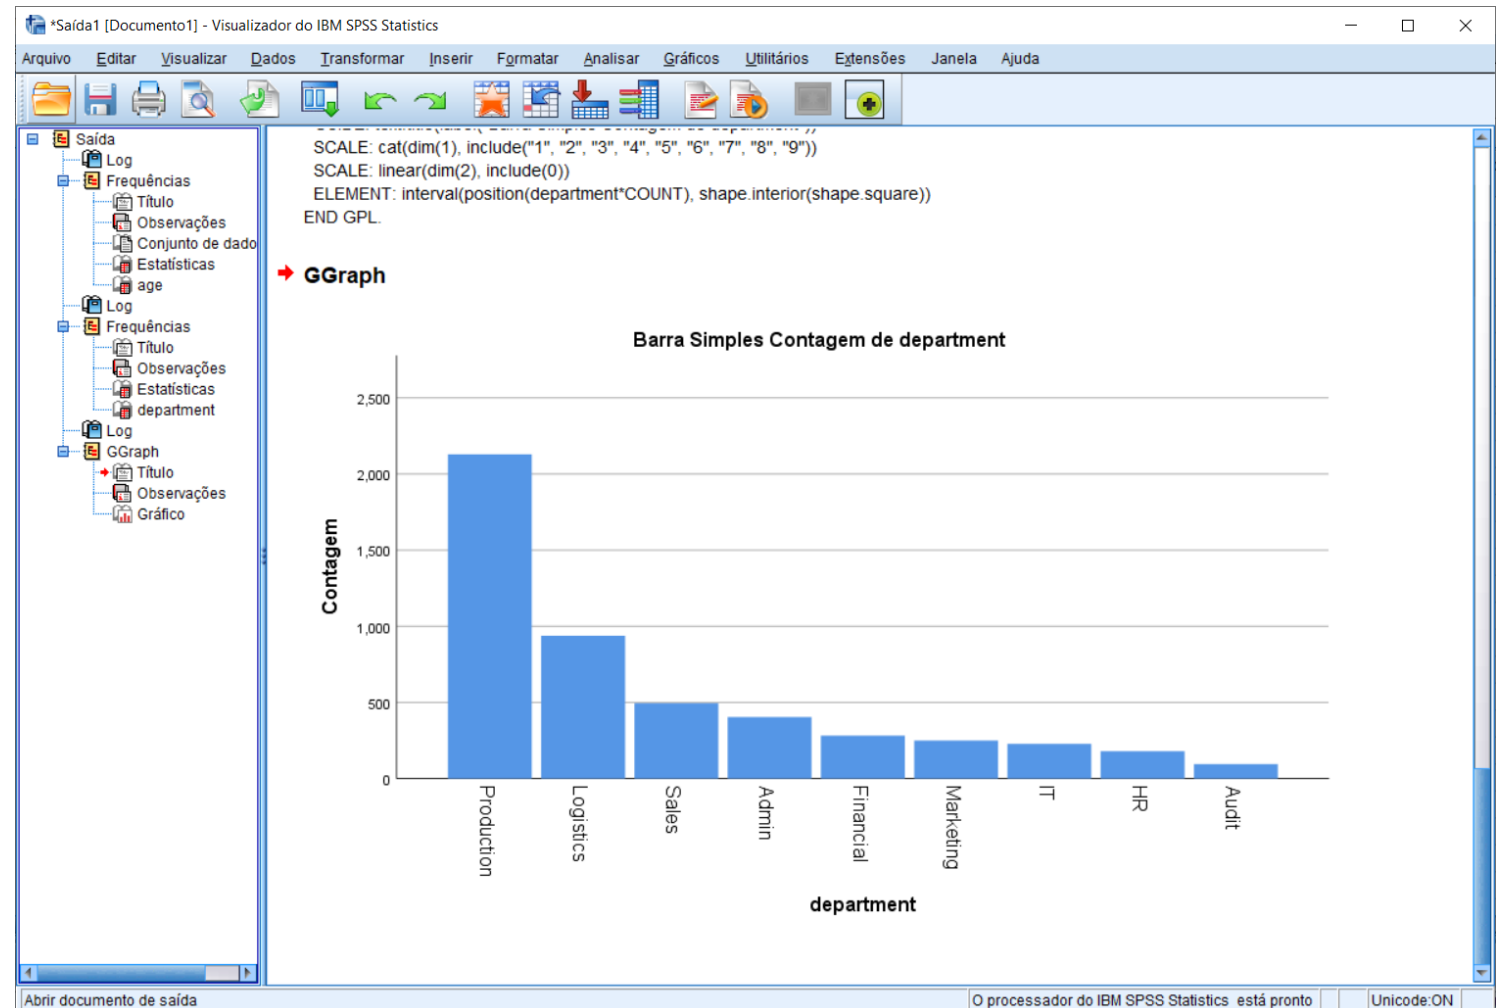 *Saída1 [Documento1] - Visualizador do IBM SPSS Statistics
Arquivo Editar Visualizar Dados Transformar Inserir Formatar Analisar Gráficos Utilitários Extensões Janela Ajuda
Saída
Log
Frequências
Título
Observações
Conjunto de dado
Estatísticas
age
Log
Frequências
Título
Observações
Estatísticas
department
Log
GGraph
Título
Observações
Gráfico
SCALE: cat(dim(1), include("1", "2", "3", "4", "5", "6", "7", "8", "9"))
SCALE: linear(dim(2), include(0))
ELEMENT: interval(position(department*COUNT), shape.interior(shape.square))
END GPL.
GGraph
Barra Simples Contagem de department
Contagem
2,500
2,000
1,500
1,000
500
0
Production
Logistics
Sales
Admin
Financial
Marketing
IT
HR
Audit
department
Abrir documento de saída
O processador do IBM SPSS Statistics está pronto
Unicode:ON